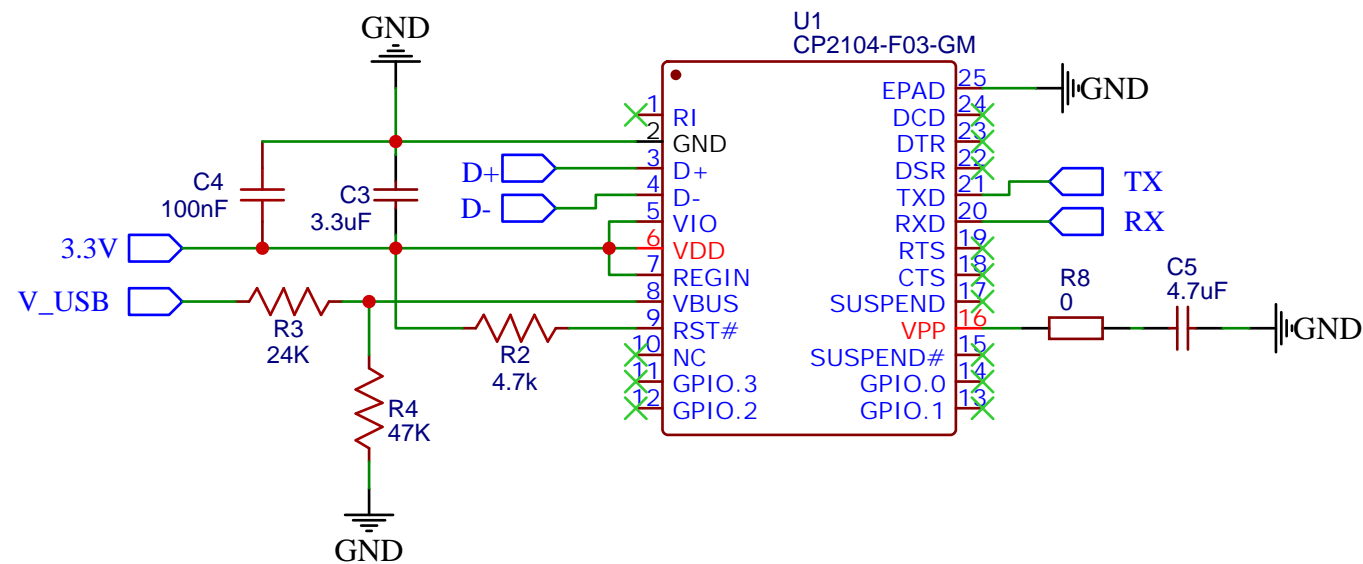 GND
U1
CP2104-F03-GM
1 RI
2 GND
3 D+
4 D-
5 VIO
6 VDD
7 REGIN
8 VBUS
9 RST#
10 NC
11 GPIO.3
12 GPIO.2
EPAD 25
DCD 24
DTR 23
DSR 22
TXD 21
RXD 20
RTS 19
CTS 18
SUSPEND 17
VPP 16
SUSPEND# 15
GPIO.0 14
GPIO.1 13
GND
D+
D-
TX
RX
C4
100nF
C3
3.3uF
3.3V
V_USB
R3
24K
R2
4.7k
R4
47K
GND
R8
0
C5
4.7uF
GND